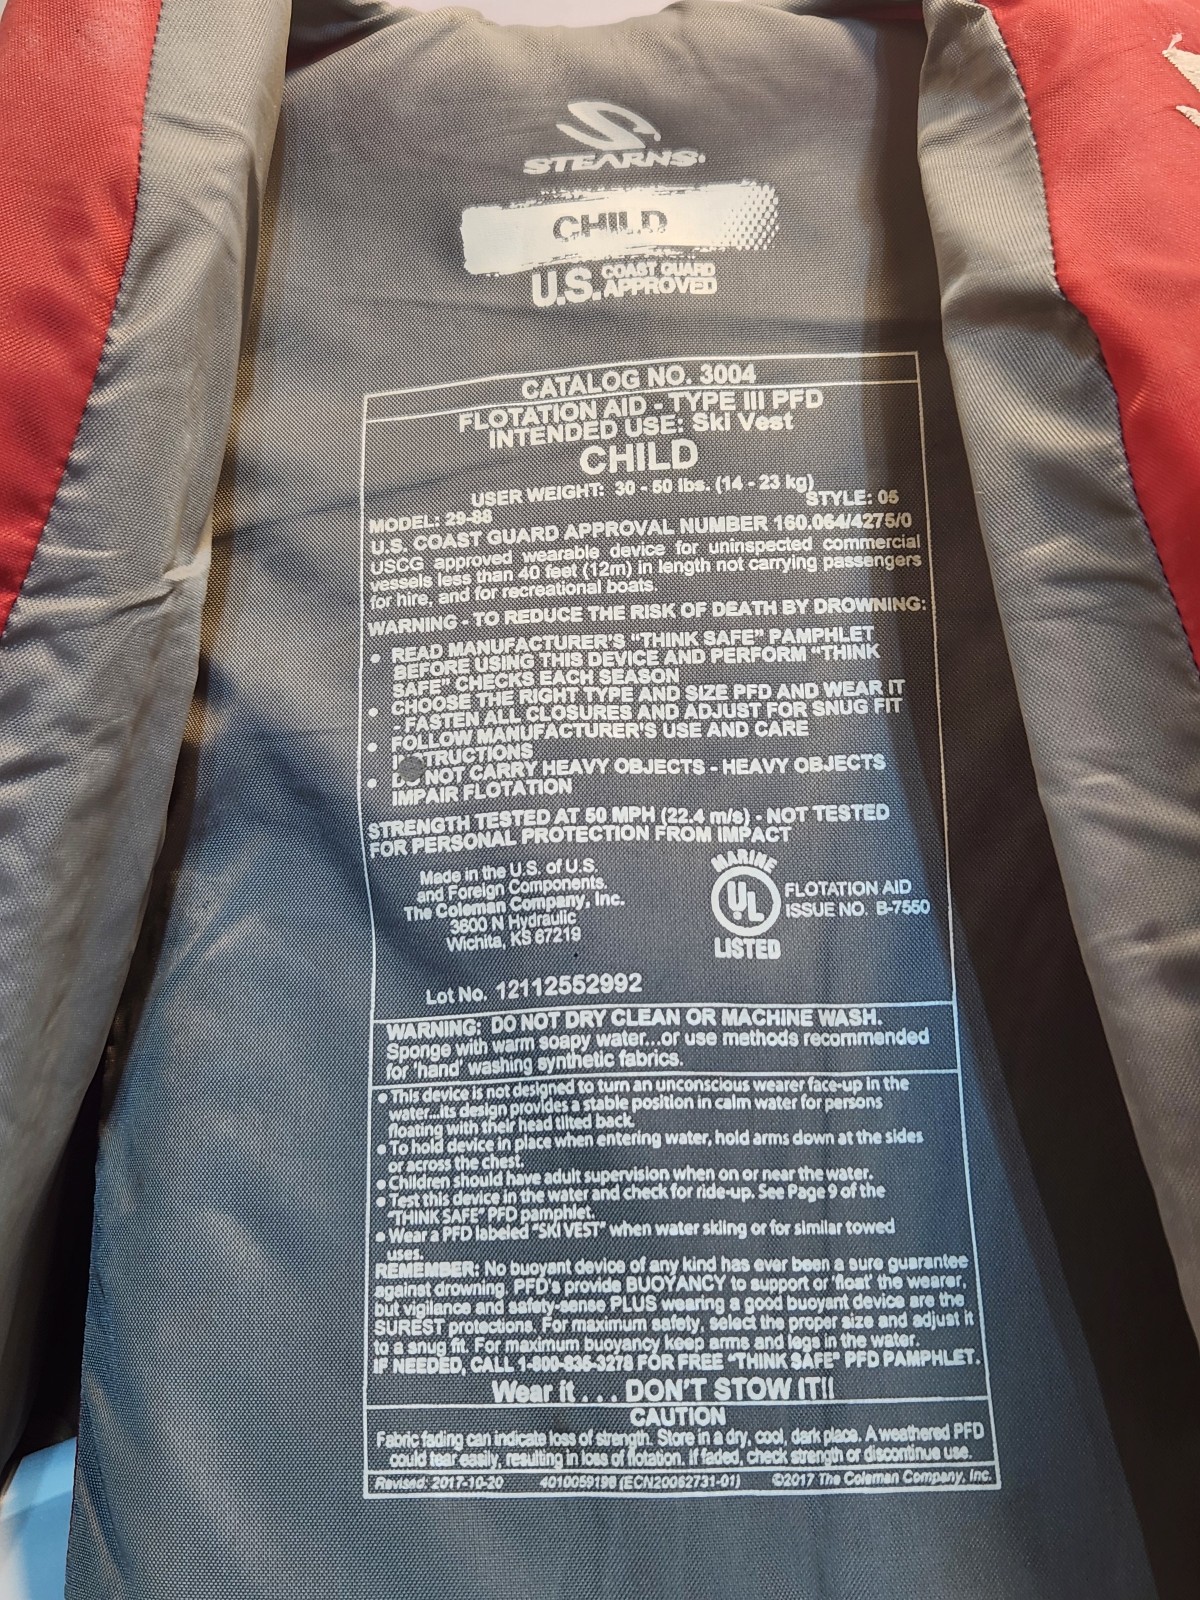 STEARNS®
CHILD
U.S. COAST GUARD APPROVED
CATALOG NO. 3004
FLOTATION AID - TYPE III PFD
INTENDED USE: Ski Vest
CHILD
USER WEIGHT: 30 - 50 lbs. (14 - 23 kg)
MODEL: 29-88 STYLE: 05
U.S. COAST GUARD APPROVAL NUMBER 160.064/4275/0
USCG approved wearable device for uninspected commercial
vessels less than 40 feet (12m) in length not carrying passengers
for hire, and for recreational boats.
WARNING - TO REDUCE THE RISK OF DEATH BY DROWNING:
• READ MANUFACTURER'S "THINK SAFE" PAMPHLET
BEFORE USING THIS DEVICE AND PERFORM "THINK
SAFE" CHECKS EACH SEASON
• CHOOSE THE RIGHT TYPE AND SIZE PFD AND WEAR IT
- FASTEN ALL CLOSURES AND ADJUST FOR SNUG FIT
• FOLLOW MANUFACTURER'S USE AND CARE
INSTRUCTIONS
• DO NOT CARRY HEAVY OBJECTS - HEAVY OBJECTS
IMPAIR FLOTATION
STRENGTH TESTED AT 50 MPH (22.4 m/s) - NOT TESTED
FOR PERSONAL PROTECTION FROM IMPACT
Made in the U.S. of U.S.
and Foreign Components.
The Coleman Company, Inc.
3600 N Hydraulic
Wichita, KS 67219
MARINE
UL
LISTED
FLOTATION AID
ISSUE NO. B-7550
Lot No. 12112552992
WARNING: DO NOT DRY CLEAN OR MACHINE WASH.
Sponge with warm soapy water...or use methods recommended
for 'hand' washing synthetic fabrics.
• This device is not designed to turn an unconscious wearer face-up in the
water...its design provides a stable position in calm water for persons
floating with their head tilted back.
• To hold device in place when entering water, hold arms down at the sides
or across the chest.
• Children should have adult supervision when on or near the water.
• Test this device in the water and check for ride-up. See Page 9 of the
"THINK SAFE" PFD pamphlet.
• Wear a PFD labeled "SKI VEST" when water skiing or for similar towed
uses.
REMEMBER: No buoyant device of any kind has ever been a sure guarantee
against drowning. PFD's provide BUOYANCY to support or 'float' the wearer,
but vigilance and safety-sense PLUS wearing a good buoyant device are the
SUREST protections. For maximum safety, select the proper size and adjust it
to a snug fit. For maximum buoyancy keep arms and legs in the water.
IF NEEDED, CALL 1-800-835-3278 FOR FREE "THINK SAFE" PFD PAMPHLET.
Wear it . . . DON'T STOW IT!!
CAUTION
Fabric fading can indicate loss of strength. Store in a dry, cool, dark place. A weathered PFD
could tear easily, resulting in loss of flotation. If faded, check strength or discontinue use.
Revised: 2017-10-20 4010059198 (ECN20062731-01) ©2017 The Coleman Company, Inc.